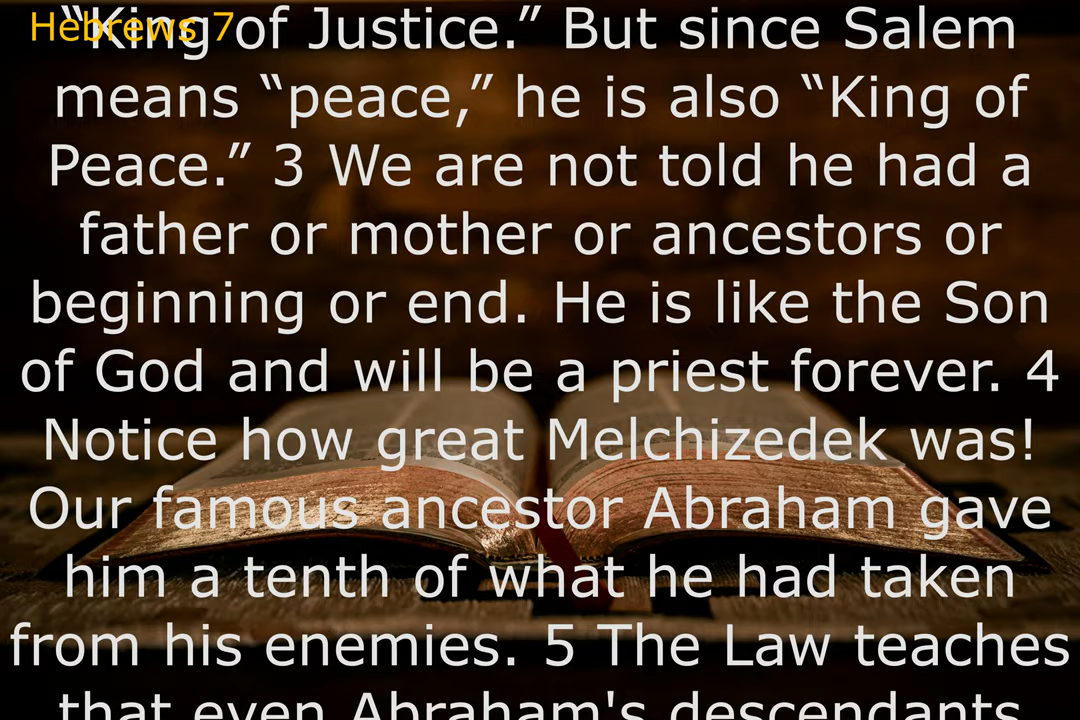 Hebrews 7
“King of Justice.” But since Salem
means “peace,” he is also “King of
Peace.” 3 We are not told he had a
father or mother or ancestors or
beginning or end. He is like the Son
of God and will be a priest forever. 4
Notice how great Melchizedek was!
Our famous ancestor Abraham gave
him a tenth of what he had taken
from his enemies. 5 The Law teaches
that even Abraham's descendants